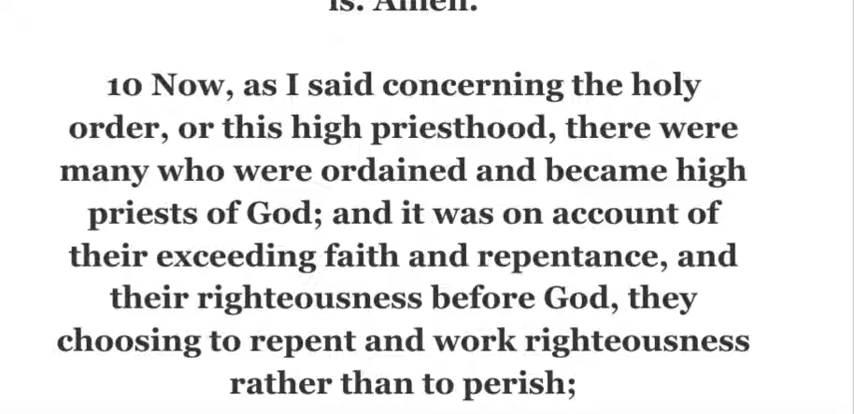 is. Amen.
10 Now, as I said concerning the holy
order, or this high priesthood, there were
many who were ordained and became high
priests of God; and it was on account of
their exceeding faith and repentance, and
their righteousness before God, they
choosing to repent and work righteousness
rather than to perish;